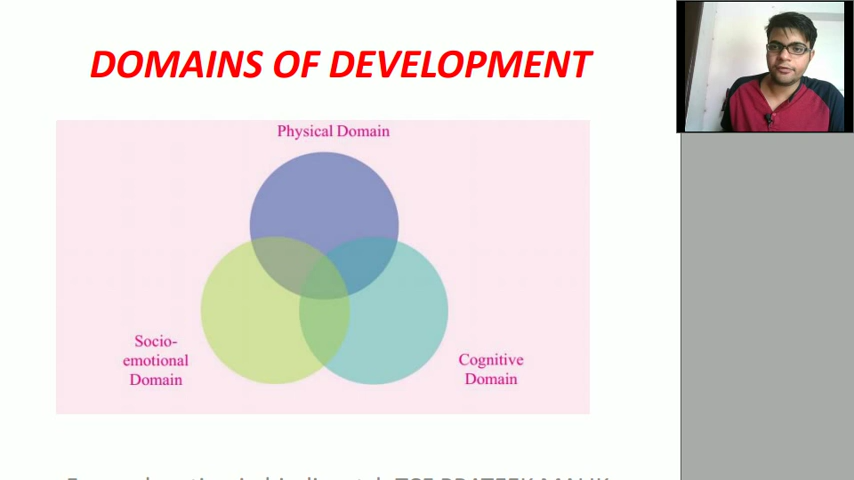 DOMAINS OF DEVELOPMENT
Physical Domain
Socio-
emotional
Domain
Cognitive
Domain